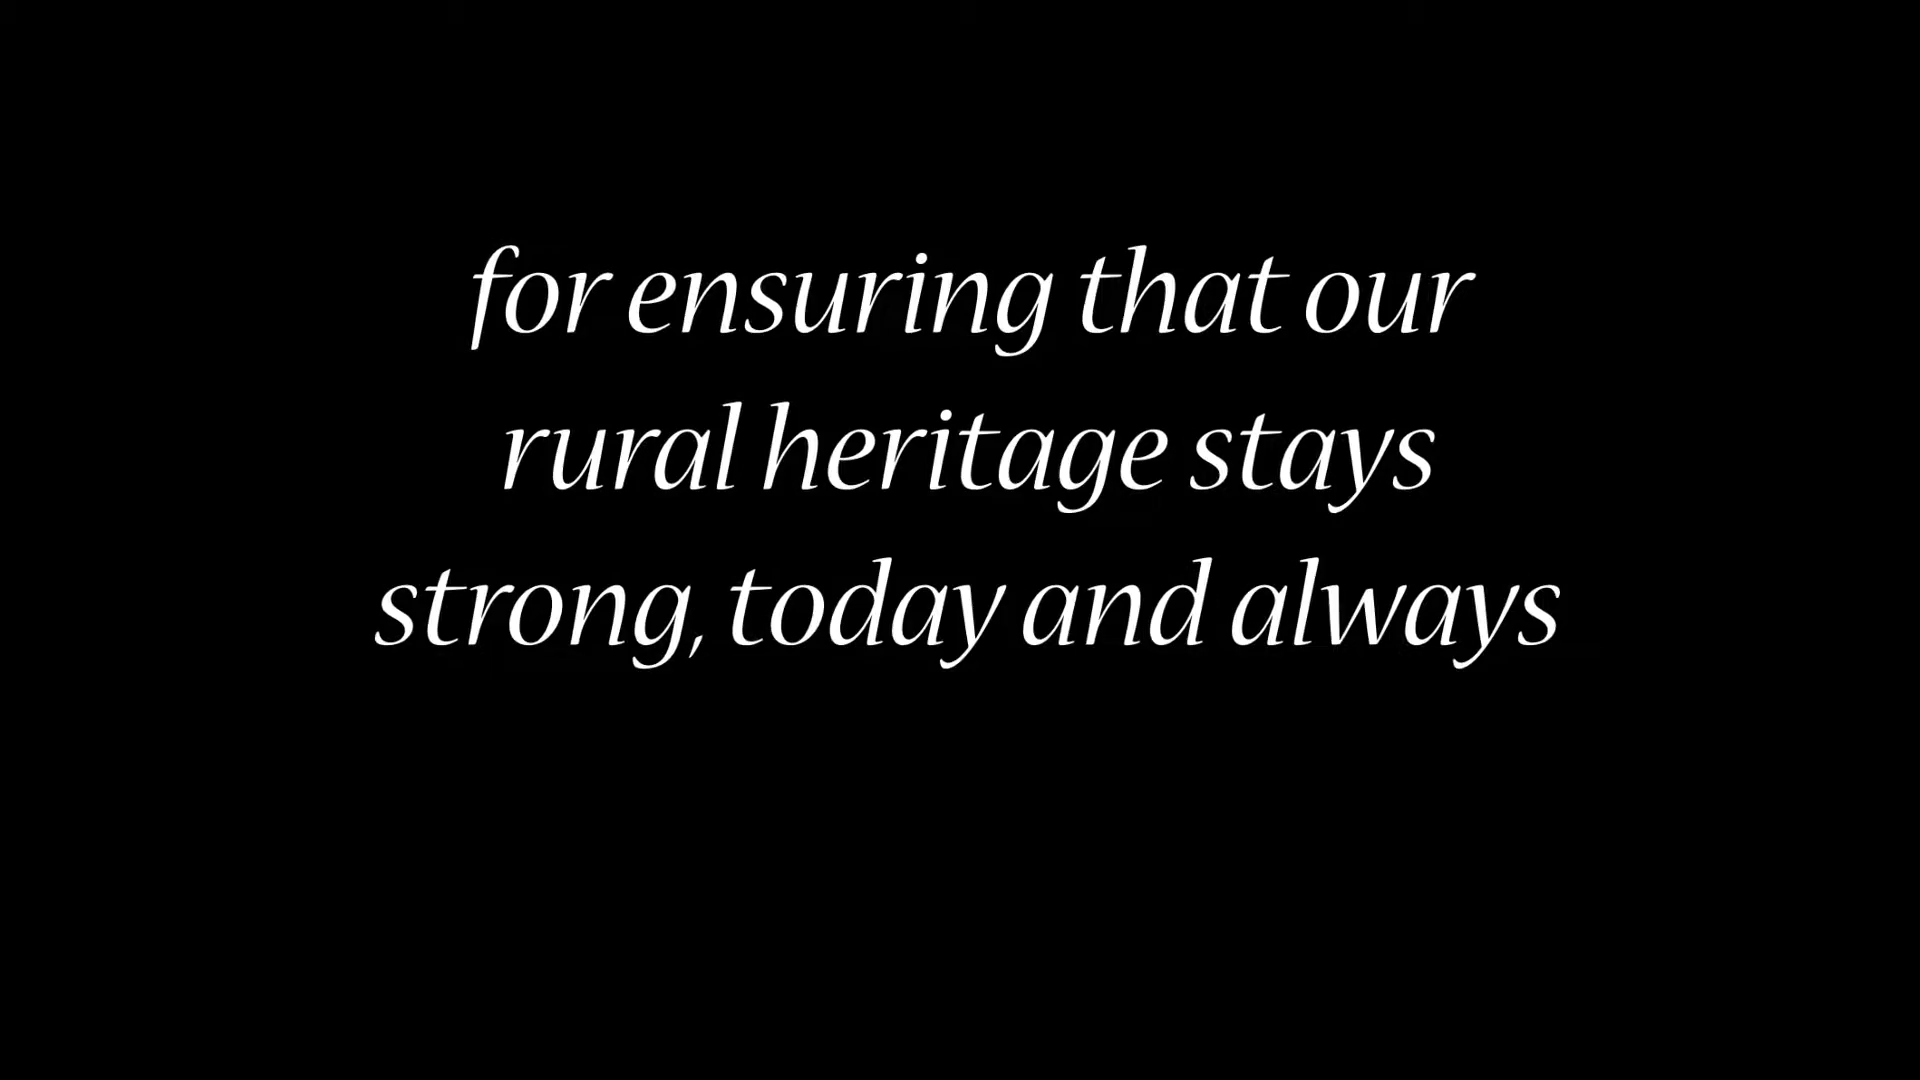 for ensuring that our
rural heritage stays
strong, today and always